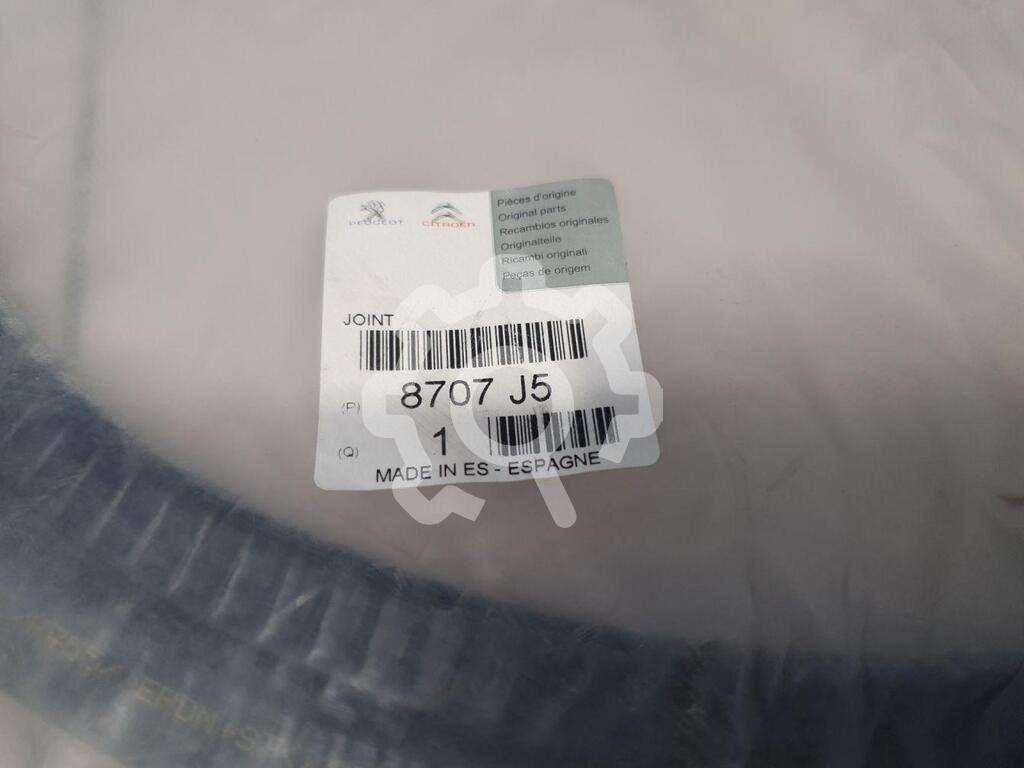 PEUGEOT CITROËN
Pièces d'origine
Original parts
Recambios originales
Originalteile
Ricambi originali
Peças de origem
JOINT
(P) 8707 J5
(Q) 1
MADE IN ES - ESPAGNE